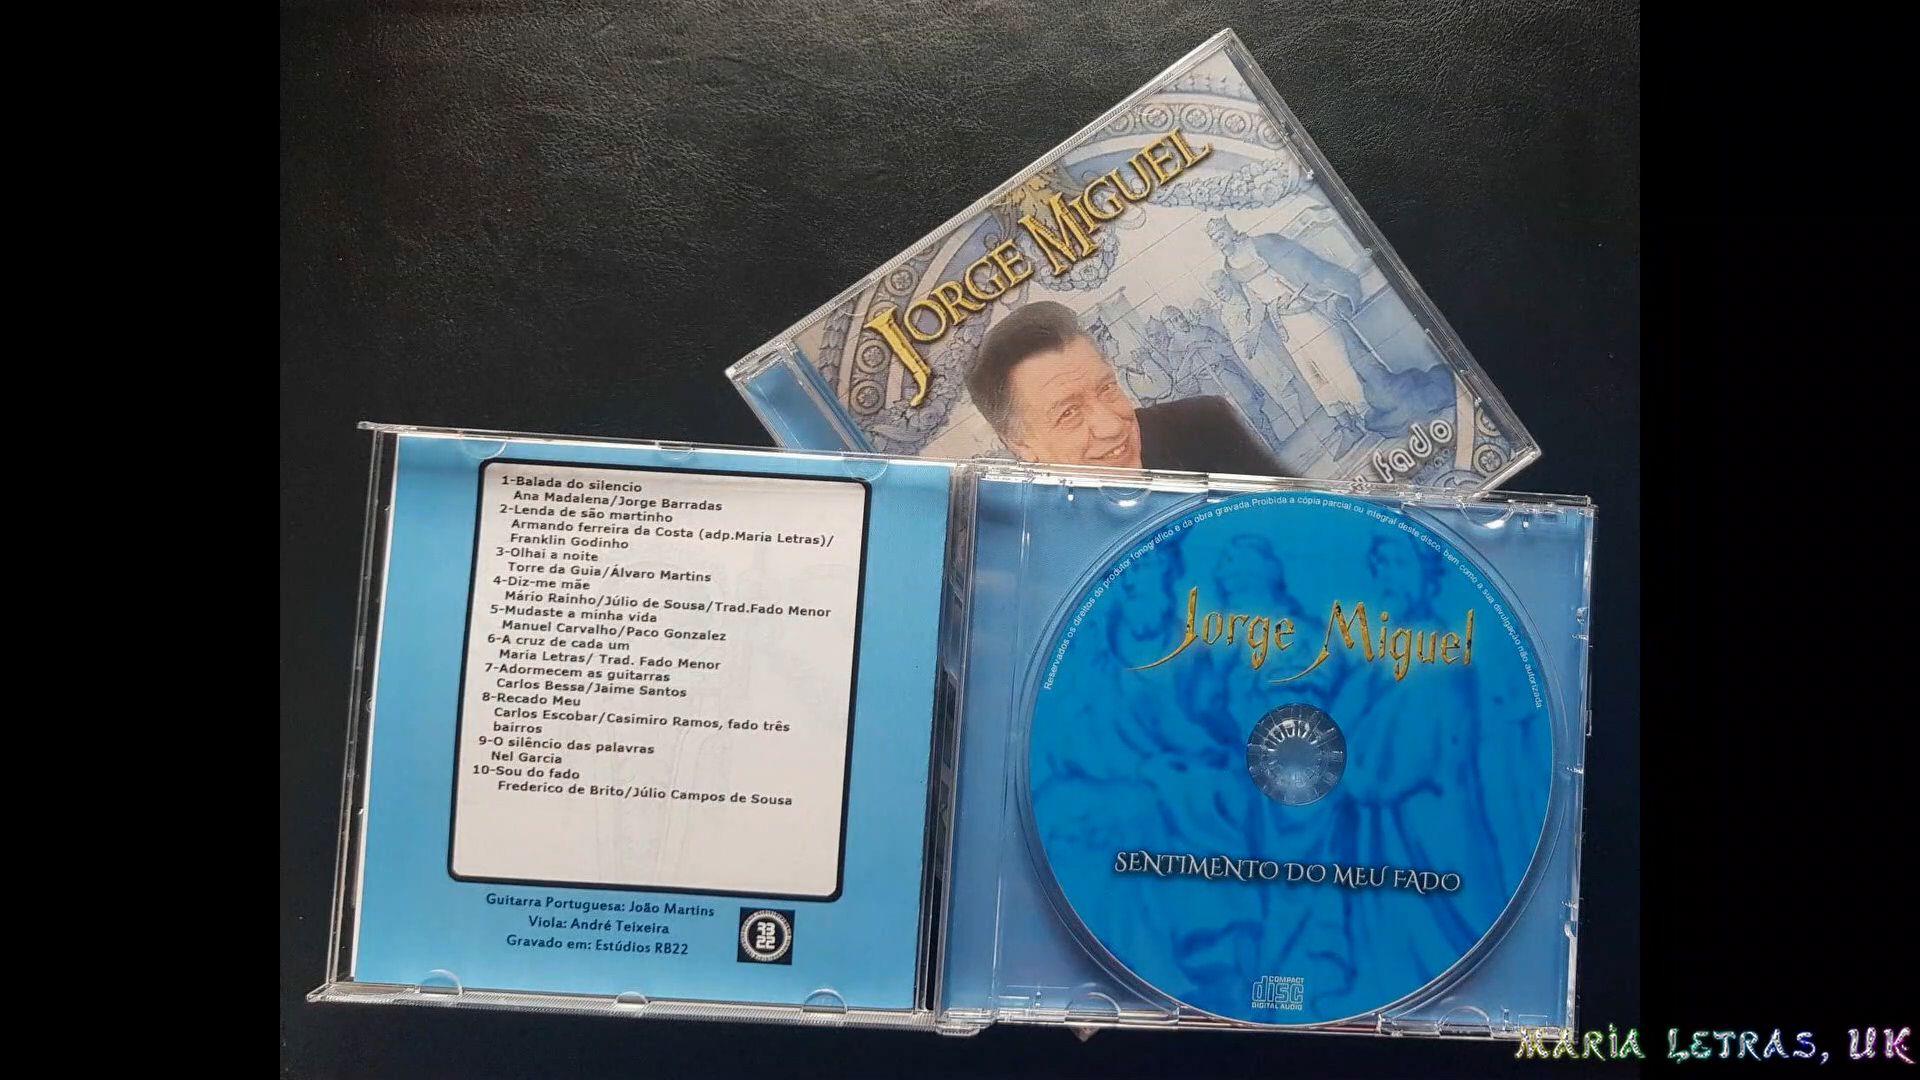 JORGE MIGUEL
fado
1-Balada do silencio
Ana Madalena/Jorge Barradas
2-Lenda de são martinho
Armando ferreira da Costa (adp.Maria Letras)/
Franklin Godinho
3-Olhai a noite
Torre da Guia/Álvaro Martins
4-Diz-me mãe
Mário Rainho/Júlio de Sousa/Trad.Fado Menor
5-Mudaste a minha vida
Manuel Carvalho/Paco Gonzalez
6-A cruz de cada um
Maria Letras/ Trad. Fado Menor
7-Adormecem as guitarras
Carlos Bessa/Jaime Santos
8-Recado Meu
Carlos Escobar/Casimiro Ramos, fado três
bairros
9-O silêncio das palavras
Nel Garcia
10-Sou do fado
Frederico de Brito/Júlio Campos de Sousa
Guitarra Portuguesa: João Martins
Viola: André Teixeira
Gravado em: Estúdios RB22
Reservados os direitos do produtor fonográfico e da obra gravada.Proibida a cópia parcial ou integral deste disco, bem como a sua divulgação não autorizada
Jorge Miguel
SENTIMENTO DO MEU FADO
COMPACT
disc
DIGITAL AUDIO
MARIA LETRAS, UK